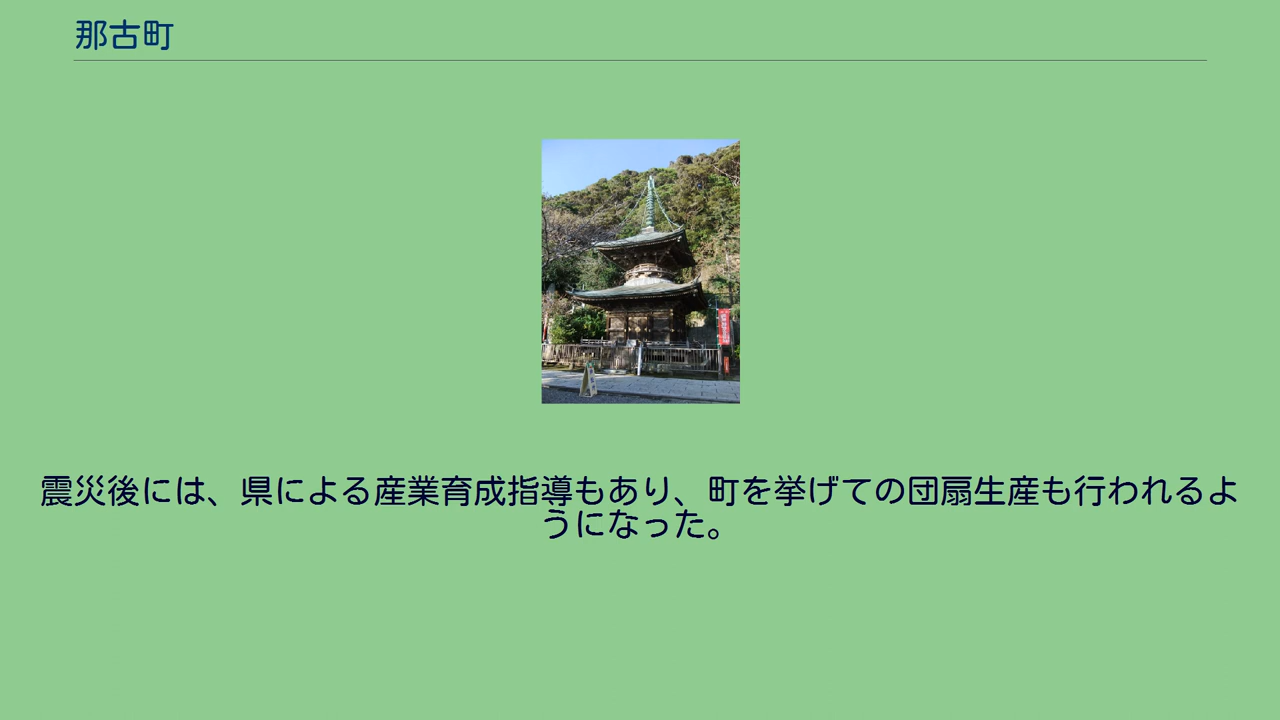 那古町
震災後には、県による産業育成指導もあり、町を挙げての団扇生産も行われるよ
うになった。